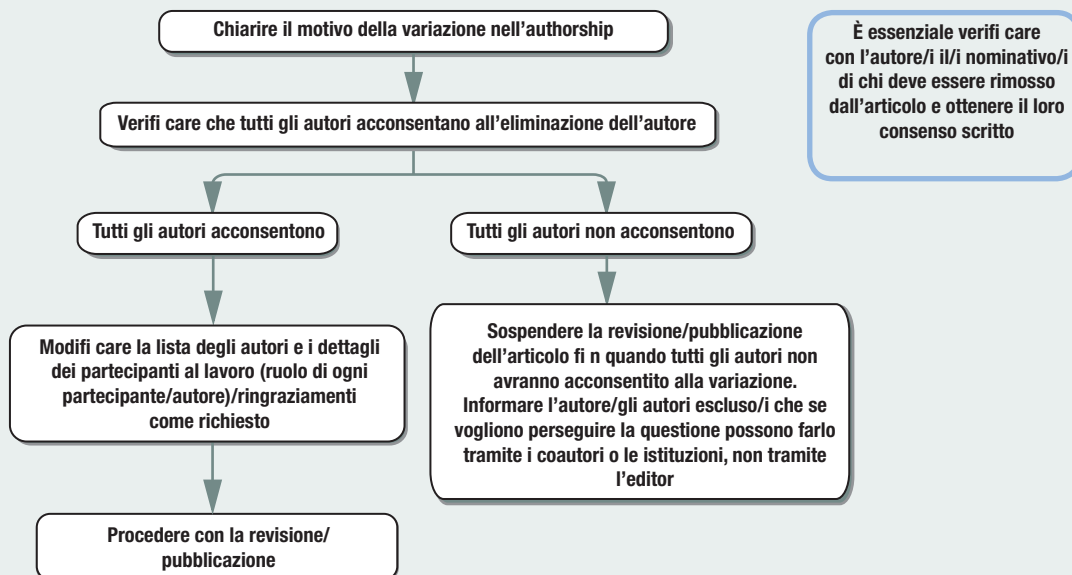 Chiarire il motivo della variazione nell'authorship
È essenziale verifi care
con l'autore/i il/i nominativo/i
di chi deve essere rimosso
dall'articolo e ottenere il loro
consenso scritto
Verifi care che tutti gli autori acconsentano all'eliminazione dell'autore
Tutti gli autori acconsentono
Tutti gli autori non acconsentono
Modifi care la lista degli autori e i dettagli
dei partecipanti al lavoro (ruolo di ogni
partecipante/autore)/ringraziamenti
come richiesto
Sospendere la revisione/pubblicazione
dell'articolo fi n quando tutti gli autori non
avranno acconsentito alla variazione.
Informare l'autore/gli autori escluso/i che se
vogliono perseguire la questione possono farlo
tramite i coautori o le istituzioni, non tramite
l'editor
Procedere con la revisione/
pubblicazione